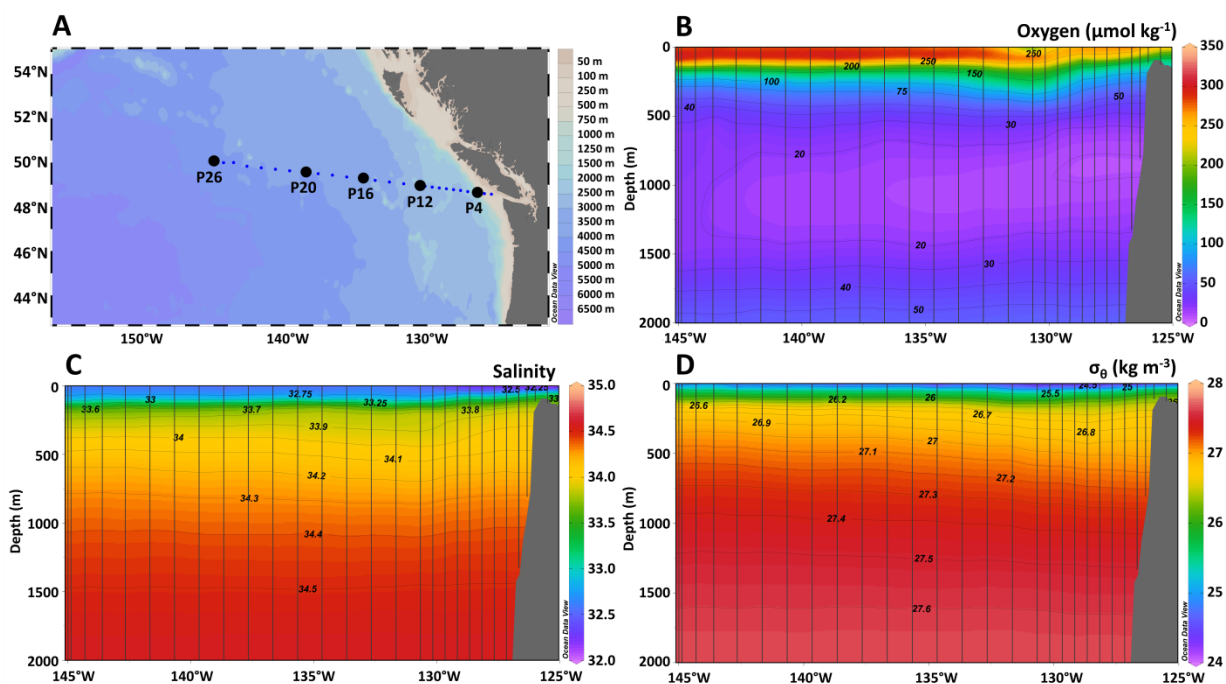 A
54°N
52°N
50°N
48°N
46°N
44°N
150°W
140°W
130°W
P26
P20
P16
P12
P4
50 m
100 m
250 m
500 m
750 m
1000 m
1250 m
1500 m
1750 m
2000 m
2500 m
3000 m
3500 m
4000 m
4500 m
5000 m
5500 m
6000 m
6500 m
Ocean Data View
B
Oxygen (µmol kg-1)
Depth (m)
0
500
1000
1500
2000
145°W
140°W
135°W
130°W
125°W
250
200
250
100
150
75
40
50
30
20
20
30
40
50
350
300
250
200
150
100
50
0
Ocean Data View
C
Salinity
Depth (m)
0
500
1000
1500
2000
145°W
140°W
135°W
130°W
125°W
32.25
32.5
32.75
33
33.25
33
33.6
33.7
33.8
33.9
34
34.1
34.2
34.3
34.4
34.5
35.0
34.5
34.0
33.5
33.0
32.5
32.0
Ocean Data View
D
σθ (kg m-3)
Depth (m)
0
500
1000
1500
2000
145°W
140°W
135°W
130°W
125°W
24.5
25
25.5
26.2
26
26.6
26.7
26.9
26.8
27
27.1
27.2
27.3
27.4
27.5
27.6
28
27
26
25
24
Ocean Data View